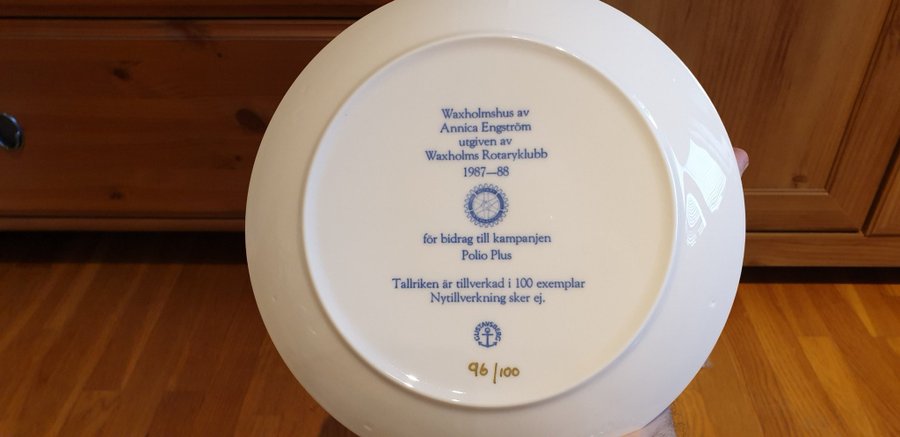 Waxholmshus av
Annica Engström
utgiven av
Waxholms Rotaryklubb
1987—88
för bidrag till kampanjen
Polio Plus
Tallriken är tillverkad i 100 exemplar
Nytillverkning sker ej.
GUSTAVSBERG
96/100